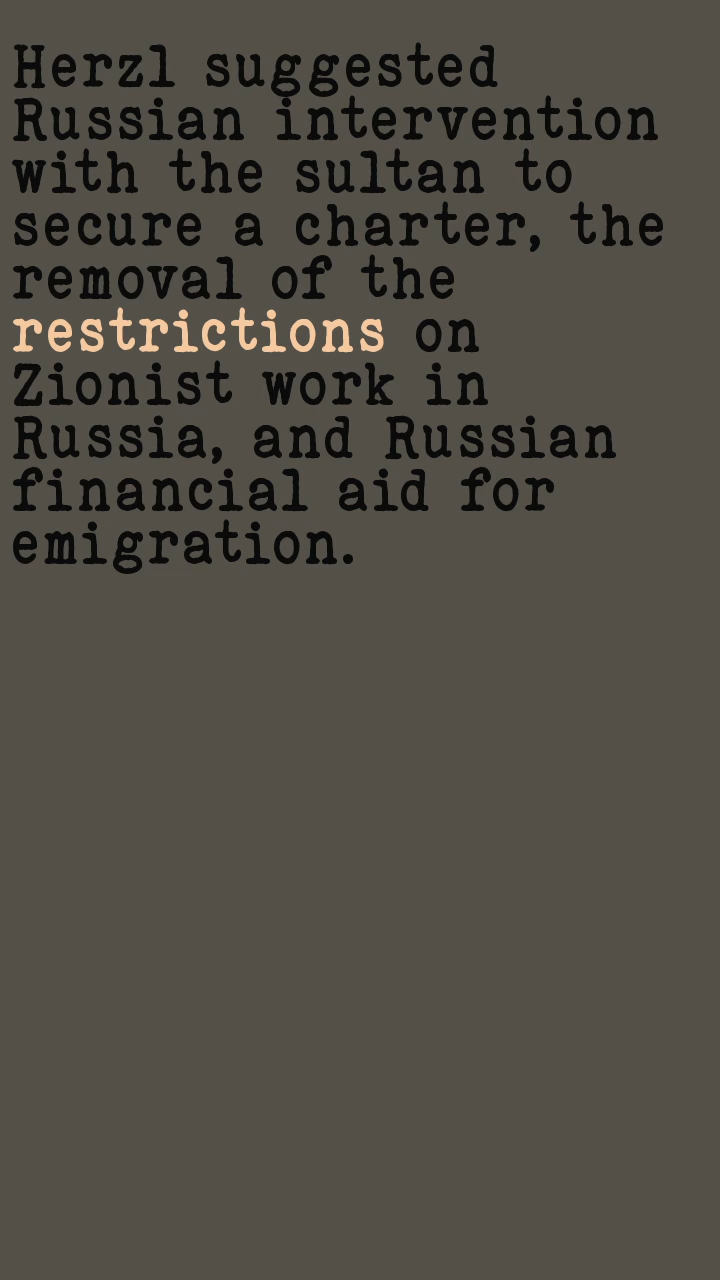 Herzl suggested
Russian intervention
with the sultan to
secure a charter, the
removal of the
restrictions on
Zionist work in
Russia, and Russian
financial aid for
emigration.